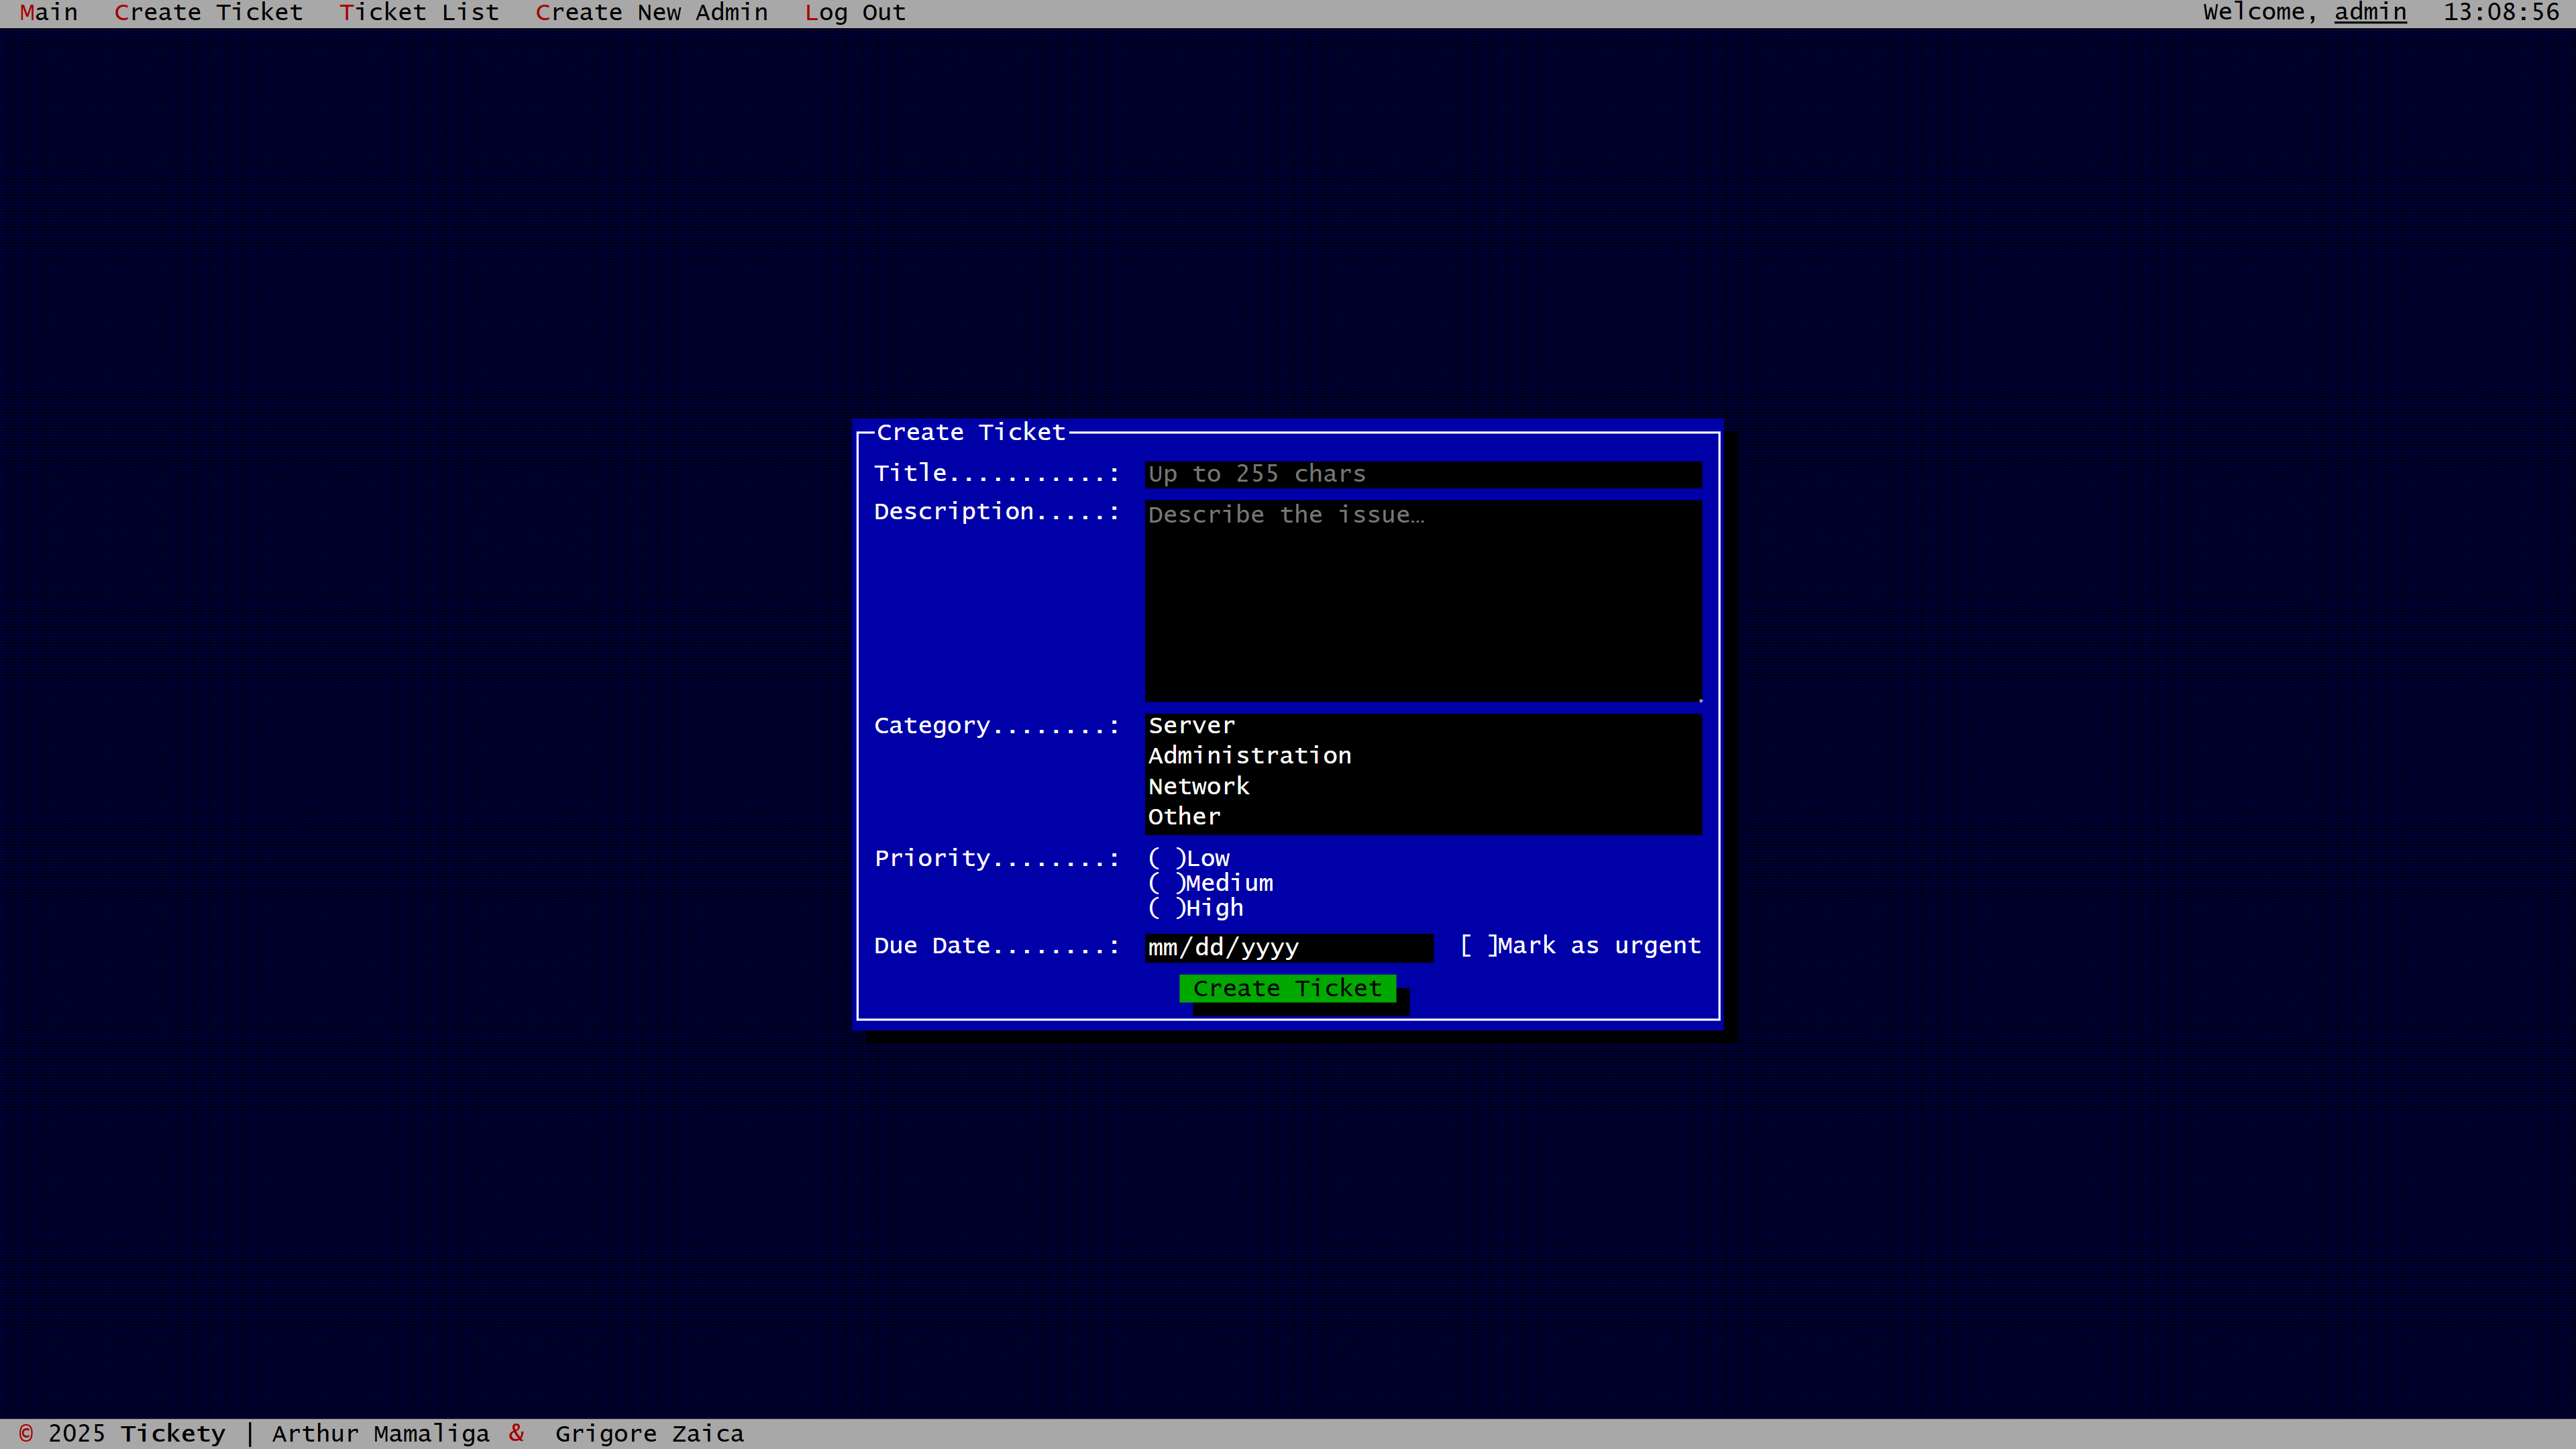 Main Create Ticket Ticket List Create New Admin Log Out Welcome, admin 13:08:56
Create Ticket
Title...........: Up to 255 chars
Description.....: Describe the issue…
Category........: Server
Administration
Network
Other
Priority........: ( )Low
( )Medium
( )High
Due Date........: mm/dd/yyyy [ ]Mark as urgent
Create Ticket
© 2025 Tickety | Arthur Mamaliga & Grigore Zaica